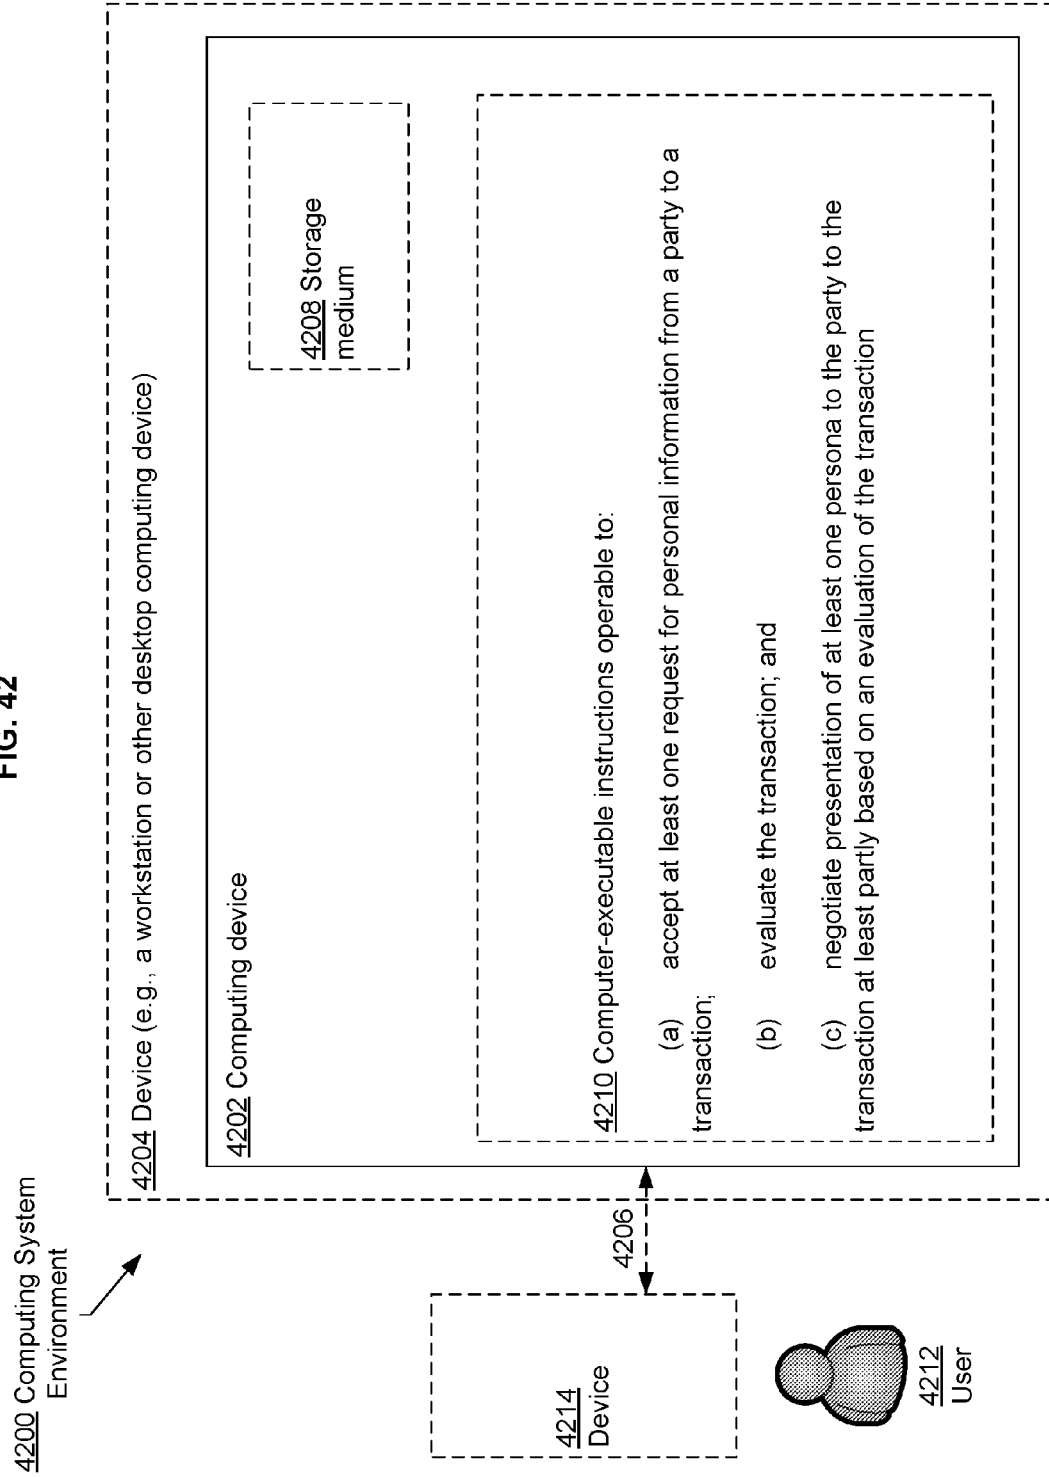 FIG. 42
4200 Computing System
Environment
4204 Device (e.g., a workstation or other desktop computing device)
4202 Computing device
4208 Storage
medium
4210 Computer-executable instructions operable to:
(a) accept at least one request for personal information from a party to a
transaction;
(b) evaluate the transaction; and
(c) negotiate presentation of at least one persona to the party to the
transaction at least partly based on an evaluation of the transaction
4206
4214
Device
4212
User